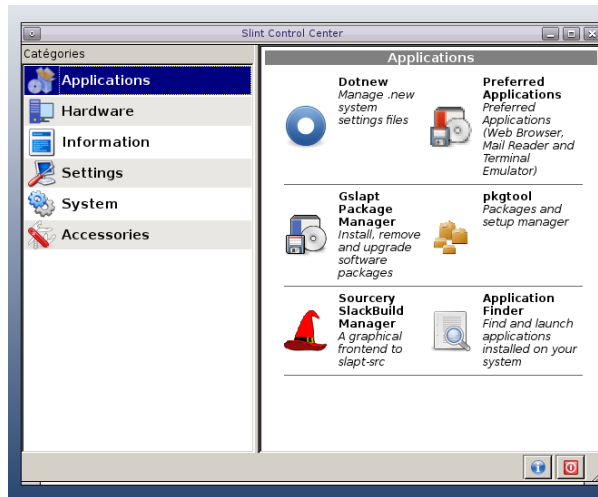 Slint Control Center
Catégories
Applications
Hardware
Information
Settings
System
Accessories
Applications
Dotnew
Manage .new
system
settings files
Preferred
Applications
Preferred
Applications
(Web Browser,
Mail Reader and
Terminal
Emulator)
Gslapt
Package
Manager
Install, remove
and upgrade
software
packages
pkgtool
Packages and
setup manager
Sourcery
SlackBuild
Manager
A graphical
frontend to
slapt-src
Application
Finder
Find and launch
applications
installed on your
system